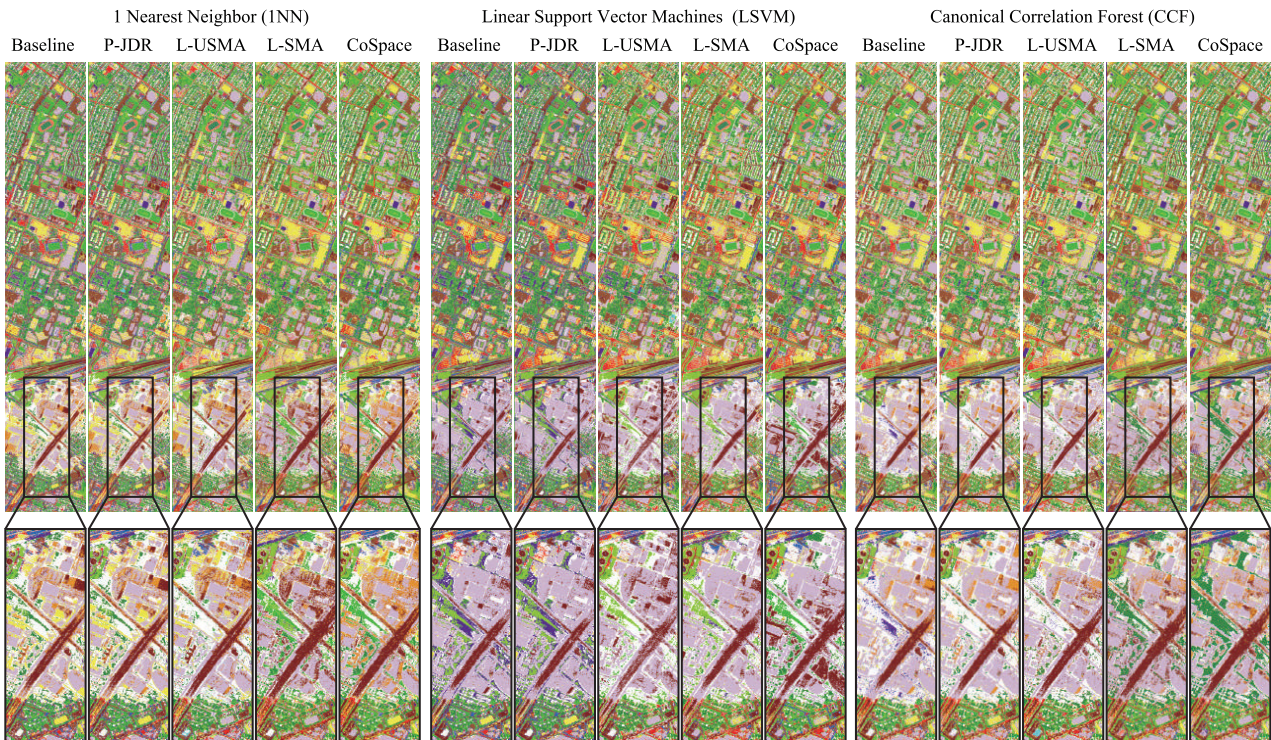 1 Nearest Neighbor (1NN)
Linear Support Vector Machines (LSVM)
Canonical Correlation Forest (CCF)
Baseline P-JDR L-USMA L-SMA CoSpace
Baseline P-JDR L-USMA L-SMA CoSpace
Baseline P-JDR L-USMA L-SMA CoSpace